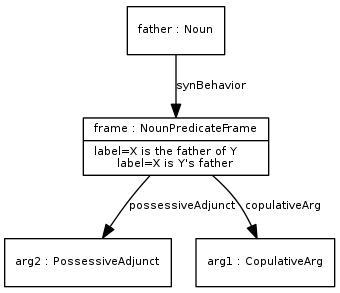 father : Noun
synBehavior
frame : NounPredicateFrame
label=X is the father of Y
label=X is Y's father
possessiveAdjunct
copulativeArg
arg2 : PossessiveAdjunct
arg1 : CopulativeArg